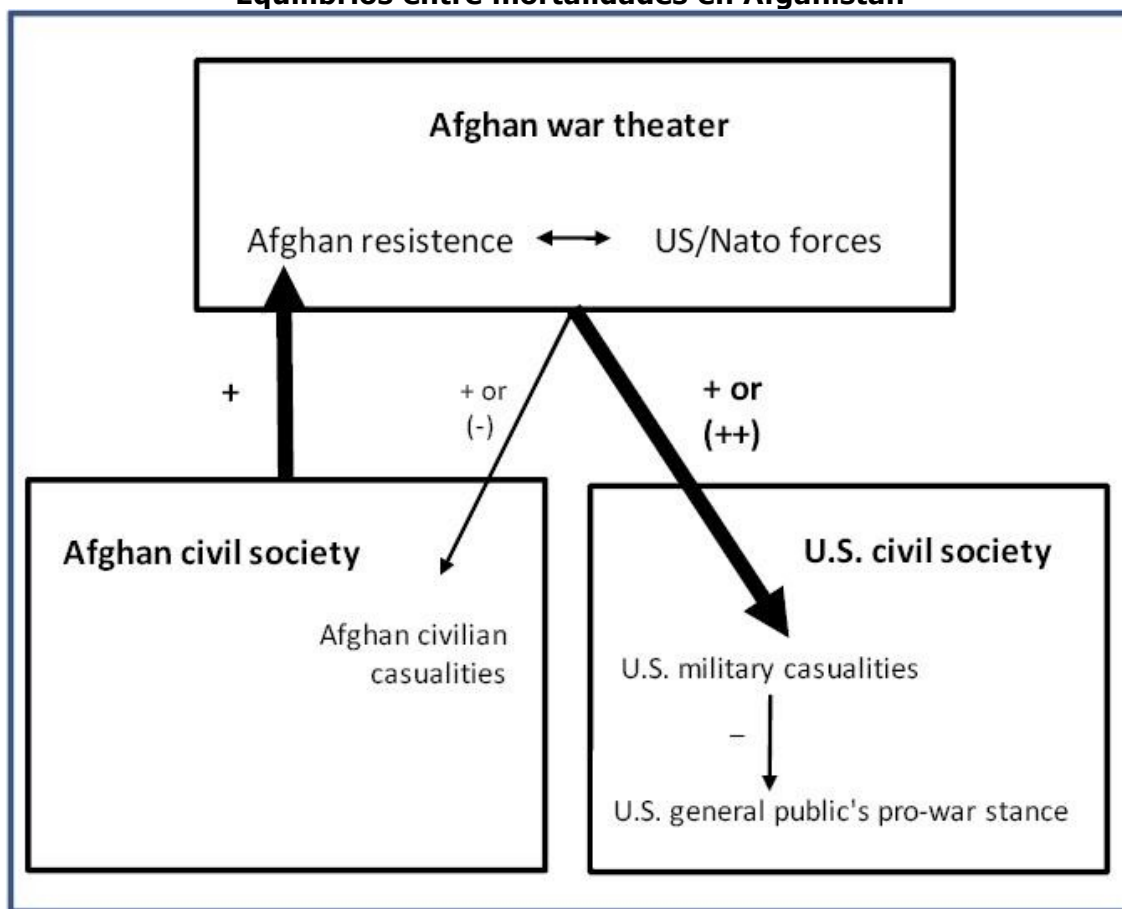 Equilibrios entre mortalidades en Afganistán
Afghan war theater
Afghan resistence
US/Nato forces
+
+ or
(-)
+ or
(++)
Afghan civil society
Afghan civilian
casualities
U.S. civil society
U.S. military casualities
–
U.S. general public's pro-war stance